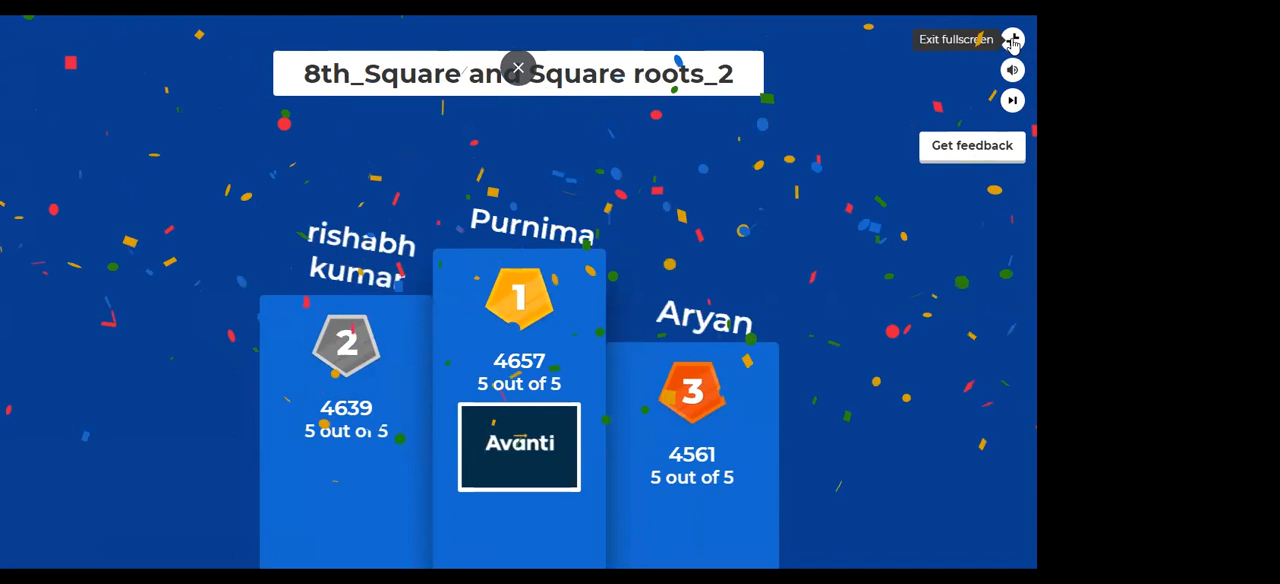 Exit fullscreen
8th_Square and Square roots_2
Get feedback
Purnima
rishabh
kumar
Aryan
1
2
3
4657
5 out of 5
4639
5 out of 5
4561
5 out of 5
Avanti